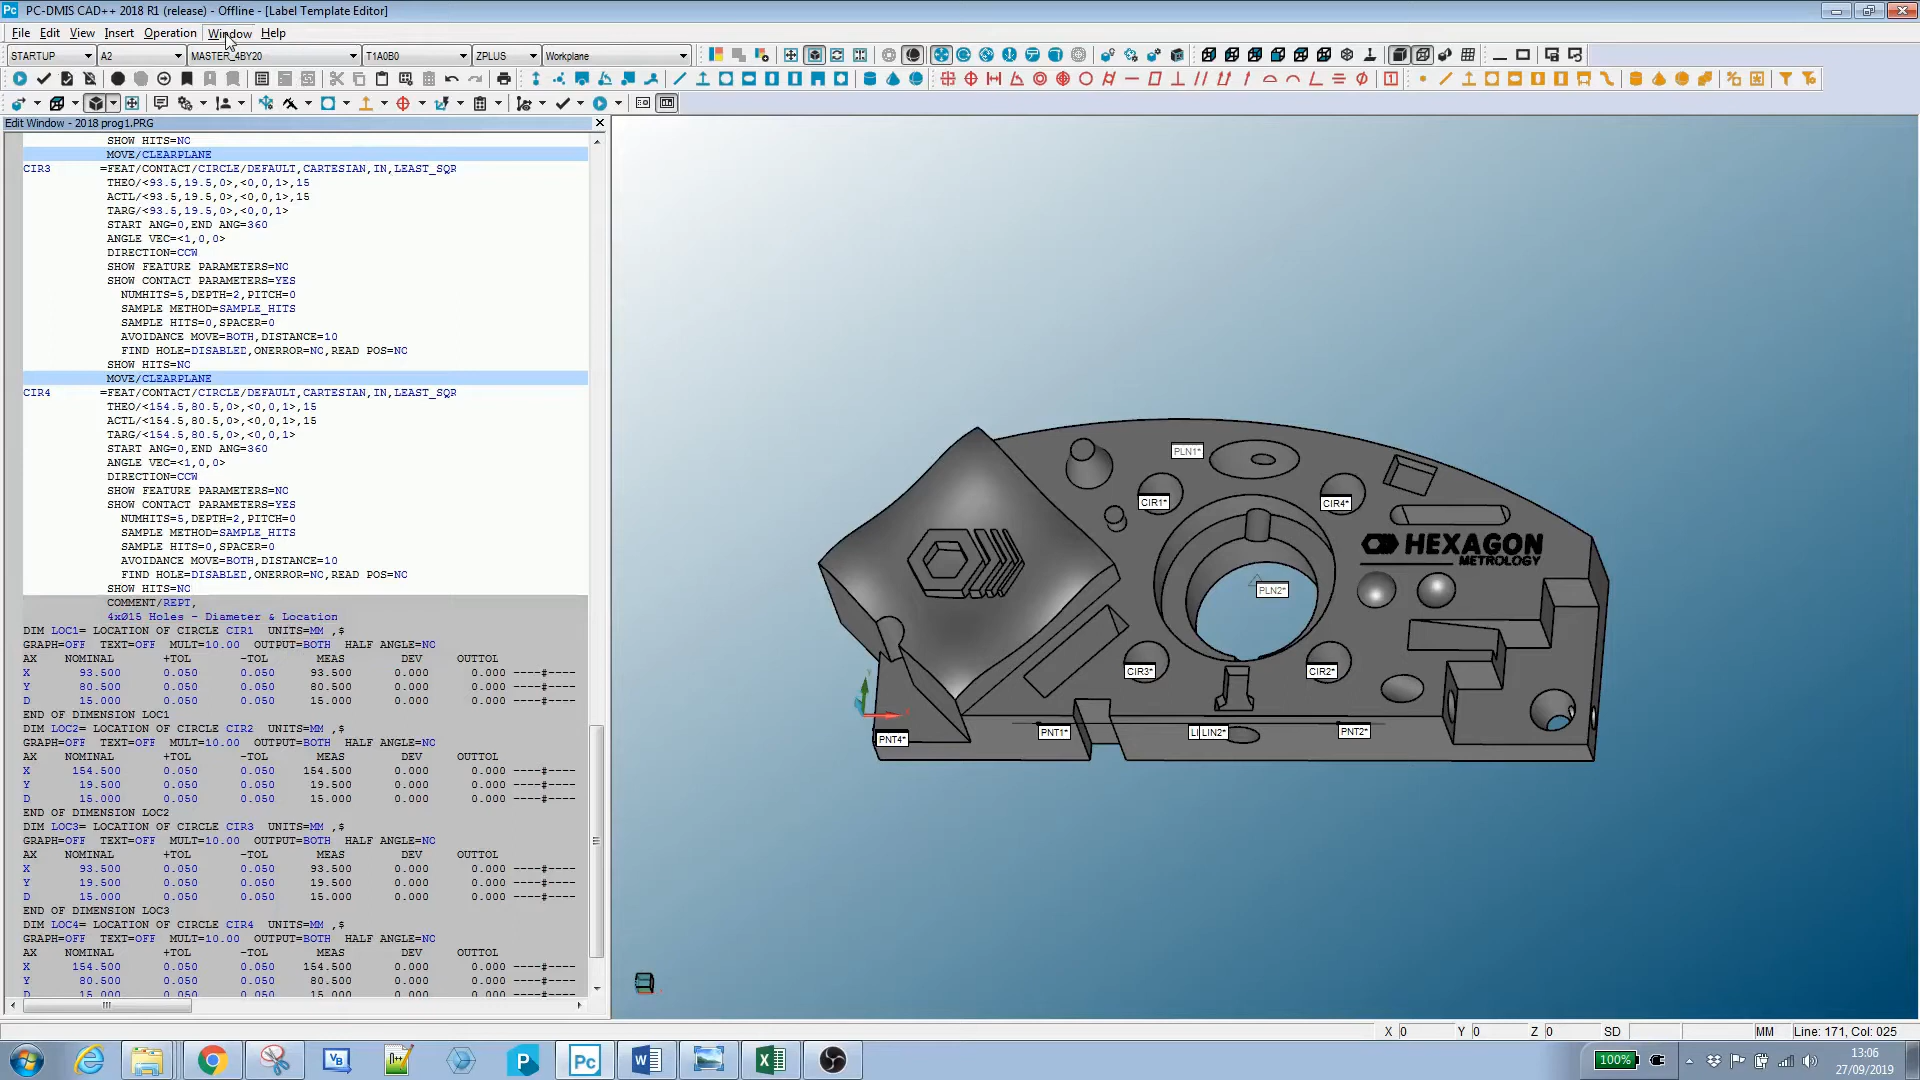 PC-DMIS CAD++ 2018 R1 (release) - Offline - [Label Template Editor]
File Edit View Insert Operation Window Help
STARTUP A2 MASTER_4BY20 T1A0B0 ZPLUS Workplane
Edit Window - 2018 prog1.PRG
SHOW HITS=NO
MOVE/CLEARPLANE
CIR3 =FEAT/CONTACT/CIRCLE/DEFAULT,CARTESIAN,IN,LEAST_SQR
THEO/<93.5,19.5,0>,<0,0,1>,15
ACTL/<93.5,19.5,0>,<0,0,1>,15
TARG/<93.5,19.5,0>,<0,0,1>
START ANG=0,END ANG=360
ANGLE VEC=<1,0,0>
DIRECTION=CCW
SHOW FEATURE PARAMETERS=NO
SHOW CONTACT PARAMETERS=YES
NUMHITS=5,DEPTH=2,PITCH=0
SAMPLE METHOD=SAMPLE_HITS
SAMPLE HITS=0,SPACER=0
AVOIDANCE MOVE=BOTH,DISTANCE=10
FIND HOLE=DISABLED,ONERROR=NO,READ POS=NO
SHOW HITS=NO
MOVE/CLEARPLANE
CIR4 =FEAT/CONTACT/CIRCLE/DEFAULT,CARTESIAN,IN,LEAST_SQR
THEO/<154.5,80.5,0>,<0,0,1>,15
ACTL/<154.5,80.5,0>,<0,0,1>,15
TARG/<154.5,80.5,0>,<0,0,1>
START ANG=0,END ANG=360
ANGLE VEC=<1,0,0>
DIRECTION=CCW
SHOW FEATURE PARAMETERS=NO
SHOW CONTACT PARAMETERS=YES
NUMHITS=5,DEPTH=2,PITCH=0
SAMPLE METHOD=SAMPLE_HITS
SAMPLE HITS=0,SPACER=0
AVOIDANCE MOVE=BOTH,DISTANCE=10
FIND HOLE=DISABLED,ONERROR=NO,READ POS=NO
SHOW HITS=NO
COMMENT/REPT,
4xØ15 Holes - Diameter & Location
DIM LOC1= LOCATION OF CIRCLE CIR1 UNITS=MM ,$
GRAPH=OFF TEXT=OFF MULT=10.00 OUTPUT=BOTH HALF ANGLE=NO
AX NOMINAL +TOL -TOL MEAS DEV OUTTOL
X 93.500 0.050 0.050 93.500 0.000 0.000 ----#----
Y 80.500 0.050 0.050 80.500 0.000 0.000 ----#----
D 15.000 0.050 0.050 15.000 0.000 0.000 ----#----
END OF DIMENSION LOC1
DIM LOC2= LOCATION OF CIRCLE CIR2 UNITS=MM ,$
GRAPH=OFF TEXT=OFF MULT=10.00 OUTPUT=BOTH HALF ANGLE=NO
AX NOMINAL +TOL -TOL MEAS DEV OUTTOL
X 154.500 0.050 0.050 154.500 0.000 0.000 ----#----
Y 19.500 0.050 0.050 19.500 0.000 0.000 ----#----
D 15.000 0.050 0.050 15.000 0.000 0.000 ----#----
END OF DIMENSION LOC2
DIM LOC3= LOCATION OF CIRCLE CIR3 UNITS=MM ,$
GRAPH=OFF TEXT=OFF MULT=10.00 OUTPUT=BOTH HALF ANGLE=NO
AX NOMINAL +TOL -TOL MEAS DEV OUTTOL
X 93.500 0.050 0.050 93.500 0.000 0.000 ----#----
Y 19.500 0.050 0.050 19.500 0.000 0.000 ----#----
D 15.000 0.050 0.050 15.000 0.000 0.000 ----#----
END OF DIMENSION LOC3
DIM LOC4= LOCATION OF CIRCLE CIR4 UNITS=MM ,$
GRAPH=OFF TEXT=OFF MULT=10.00 OUTPUT=BOTH HALF ANGLE=NO
AX NOMINAL +TOL -TOL MEAS DEV OUTTOL
X 154.500 0.050 0.050 154.500 0.000 0.000 ----#----
Y 80.500 0.050 0.050 80.500 0.000 0.000 ----#----
D 15.000 0.050 0.050 15.000 0.000 0.000 ----#----
PLN1*
CIR1* CIR4*
HEXAGON
METROLOGY
PLN2*
CIR3* CIR2*
PNT4* PNT1* LI LIN2* PNT2*
X 0 Y 0 Z 0 SD MM Line: 171, Col: 025
100%
13:06
27/09/2019